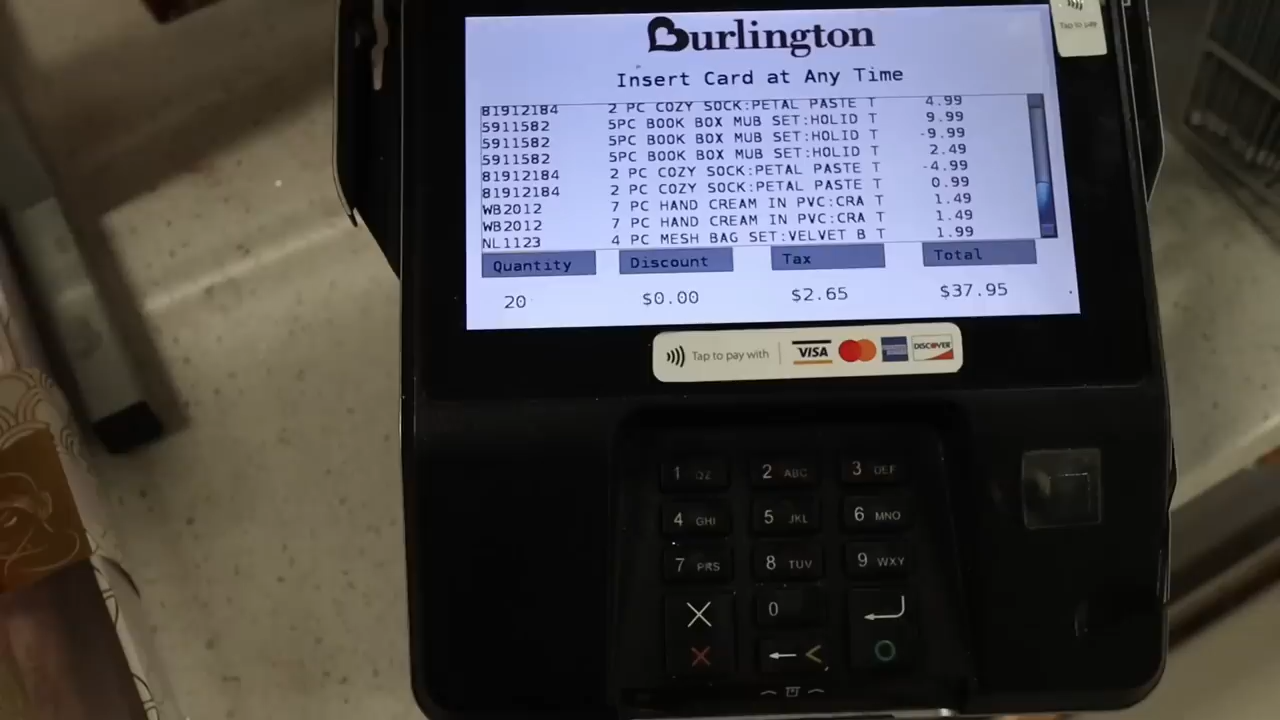 Burlington
Tap to pay
Insert Card at Any Time
81912184 2 PC COZY SOCK:PETAL PASTE T 4.99
5911582 5PC BOOK BOX MUB SET:HOLID T 9.99
5911582 5PC BOOK BOX MUB SET:HOLID T -9.99
5911582 5PC BOOK BOX MUB SET:HOLID T 2.49
81912184 2 PC COZY SOCK:PETAL PASTE T -4.99
81912184 2 PC COZY SOCK:PETAL PASTE T 0.99
WB2012 7 PC HAND CREAM IN PVC:CRA T 1.49
WB2012 7 PC HAND CREAM IN PVC:CRA T 1.49
NL1123 4 PC MESH BAG SET:VELVET B T 1.99
Quantity Discount Tax Total
20 $0.00 $2.65 $37.95
Tap to pay with VISA DISCOVER
1 QZ 2 ABC 3 DEF
4 GHI 5 JKL 6 MNO
7 PRS 8 TUV 9 WXY
0